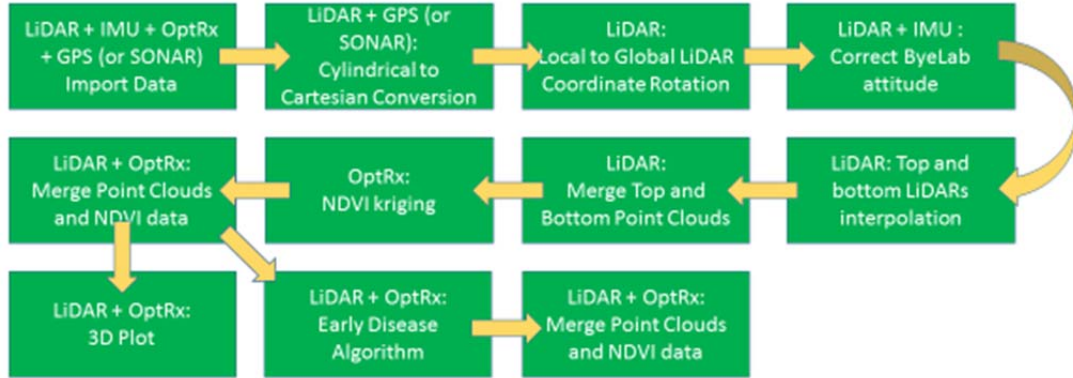 LiDAR + IMU + OptRx
+ GPS (or SONAR)
Import Data
LiDAR + GPS (or
SONAR):
Cylindrical to
Cartesian Conversion
LiDAR:
Local to Global LiDAR
Coordinate Rotation
LiDAR + IMU :
Correct ByeLab
attitude
LiDAR: Top and
bottom LiDARs
interpolation
LiDAR:
Merge Top and
Bottom Point Clouds
OptRx:
NDVI kriging
LiDAR + OptRx:
Merge Point Clouds
and NDVI data
LiDAR + OptRx:
3D Plot
LiDAR + OptRx:
Early Disease
Algorithm
LiDAR + OptRx:
Merge Point Clouds
and NDVI data